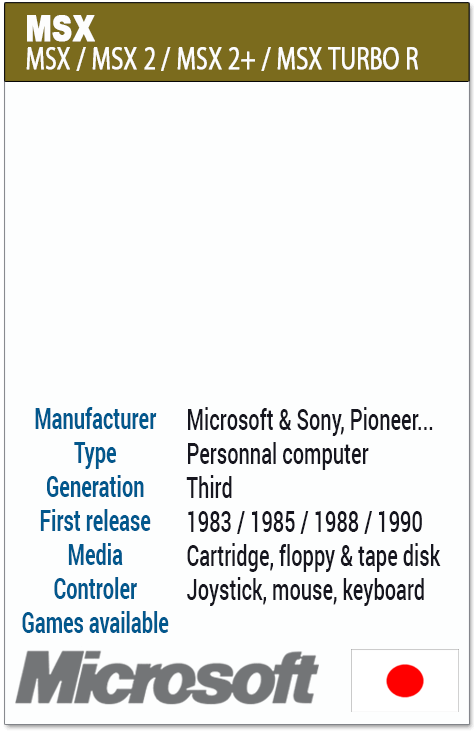 MSX
MSX / MSX 2 / MSX 2+ / MSX TURBO R
Manufacturer Microsoft & Sony, Pioneer...
Type Personnal computer
Generation Third
First release 1983 / 1985 / 1988 / 1990
Media Cartridge, floppy & tape disk
Controler Joystick, mouse, keyboard
Games available
Microsoft